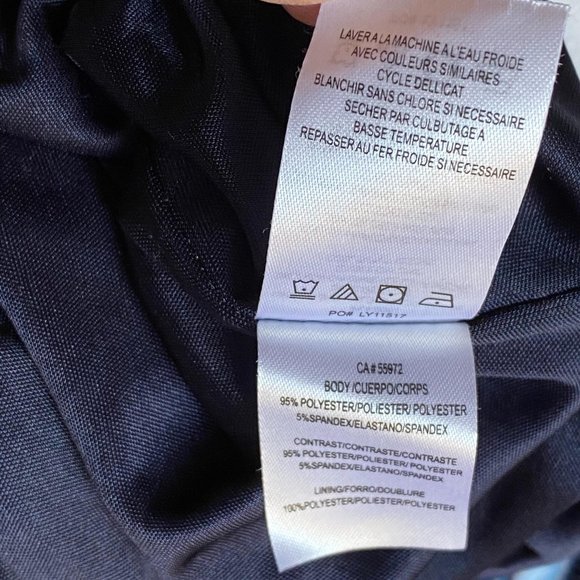 LAVER A LA MACHINE A L'EAU FROIDE
AVEC COULEURS SIMILAIRES
CYCLE DELLICAT
BLANCHIR SANS CHLORE SI NECESSAIRE
SECHER PAR CULBUTAGE A
BASSE TEMPERATURE
REPASSER AU FER FROIDE SI NECESSAIRE
PO# LY11517
CA# 55972
BODY/CUERPO/CORPS
95% POLYESTER/POLIESTER/POLYESTER
5%SPANDEX/ELASTANO/SPANDEX
CONTRAST/CONTRASTE/CONTRASTE
95% POLYESTER/POLIESTER/POLYESTER
5%SPANDEX/ELASTANO/SPANDEX
LINING/FORRO/DOUBLURE
100%POLYESTER/POLIESTER/POLYESTER